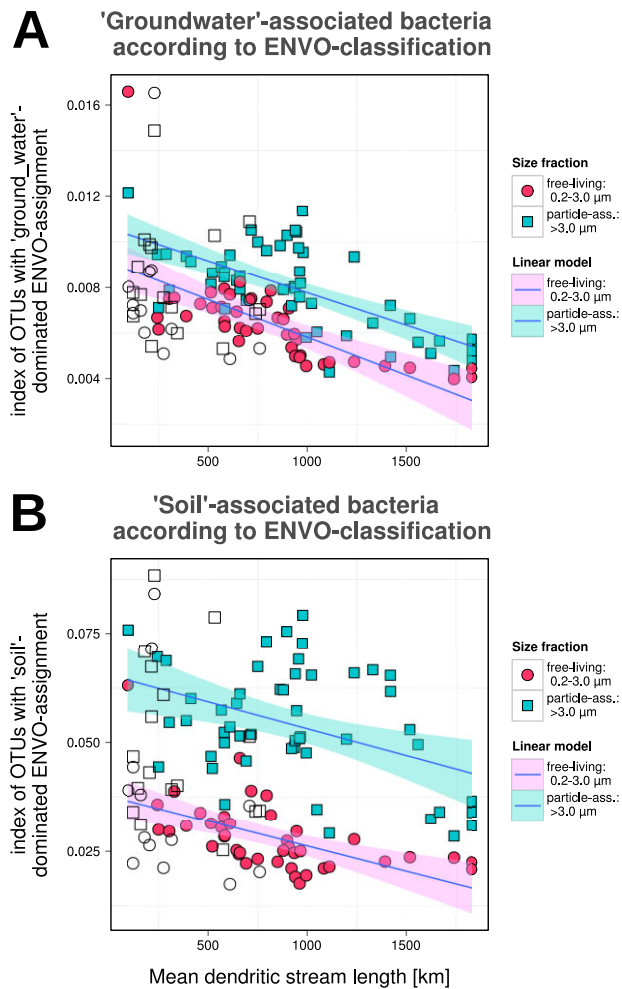 A
'Groundwater'-associated bacteria
according to ENVO-classification
index of OTUs with 'ground_water'-
dominated ENVO-assignment
0.016
0.012
0.008
0.004
500
1000
1500
Size fraction
free-living:
0.2-3.0 µm
particle-ass.:
>3.0 µm
Linear model
free-living:
0.2-3.0 µm
particle-ass.:
>3.0 µm
B
'Soil'-associated bacteria
according to ENVO-classification
index of OTUs with 'soil'-
dominated ENVO-assignment
0.075
0.050
0.025
500
1000
1500
Size fraction
free-living:
0.2-3.0 µm
particle-ass.:
>3.0 µm
Linear model
free-living:
0.2-3.0 µm
particle-ass.:
>3.0 µm
Mean dendritic stream length [km]